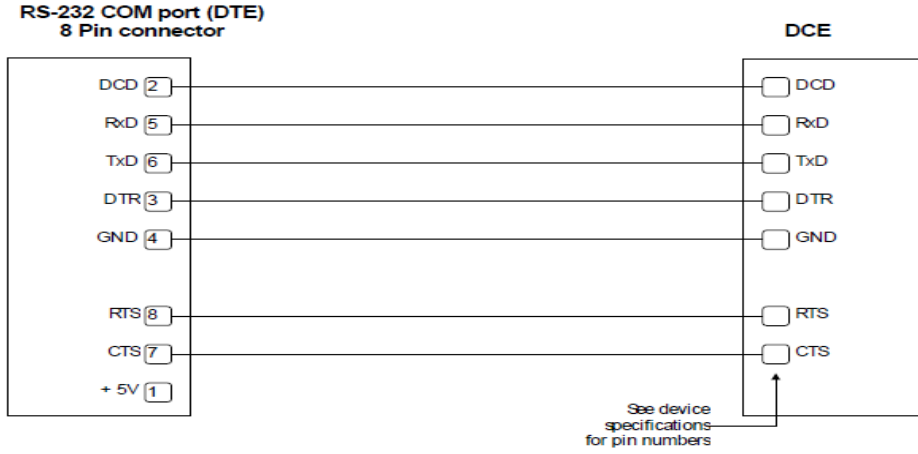 RS-232 COM port (DTE)
8 Pin connector
DCE
DCD 2 DCD
RxD 5 RxD
TxD 6 TxD
DTR 3 DTR
GND 4 GND
RTS 8 RTS
CTS 7 CTS
+ 5V 1
See device
specifications
for pin numbers